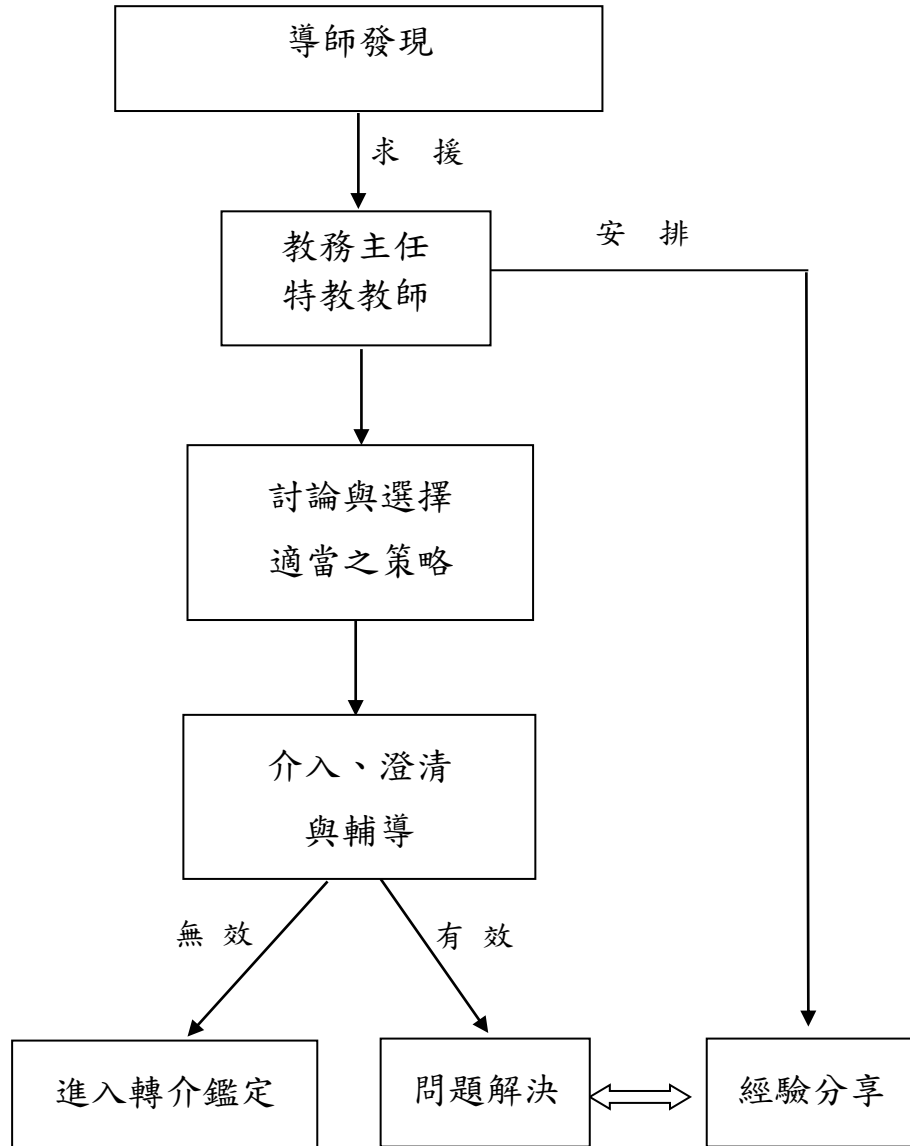 導師發現
求 援
教務主任
特教教師
安 排
討論與選擇
適當之策略
介入、澄清
與輔導
無 效
有 效
進入轉介鑑定
問題解決
經驗分享